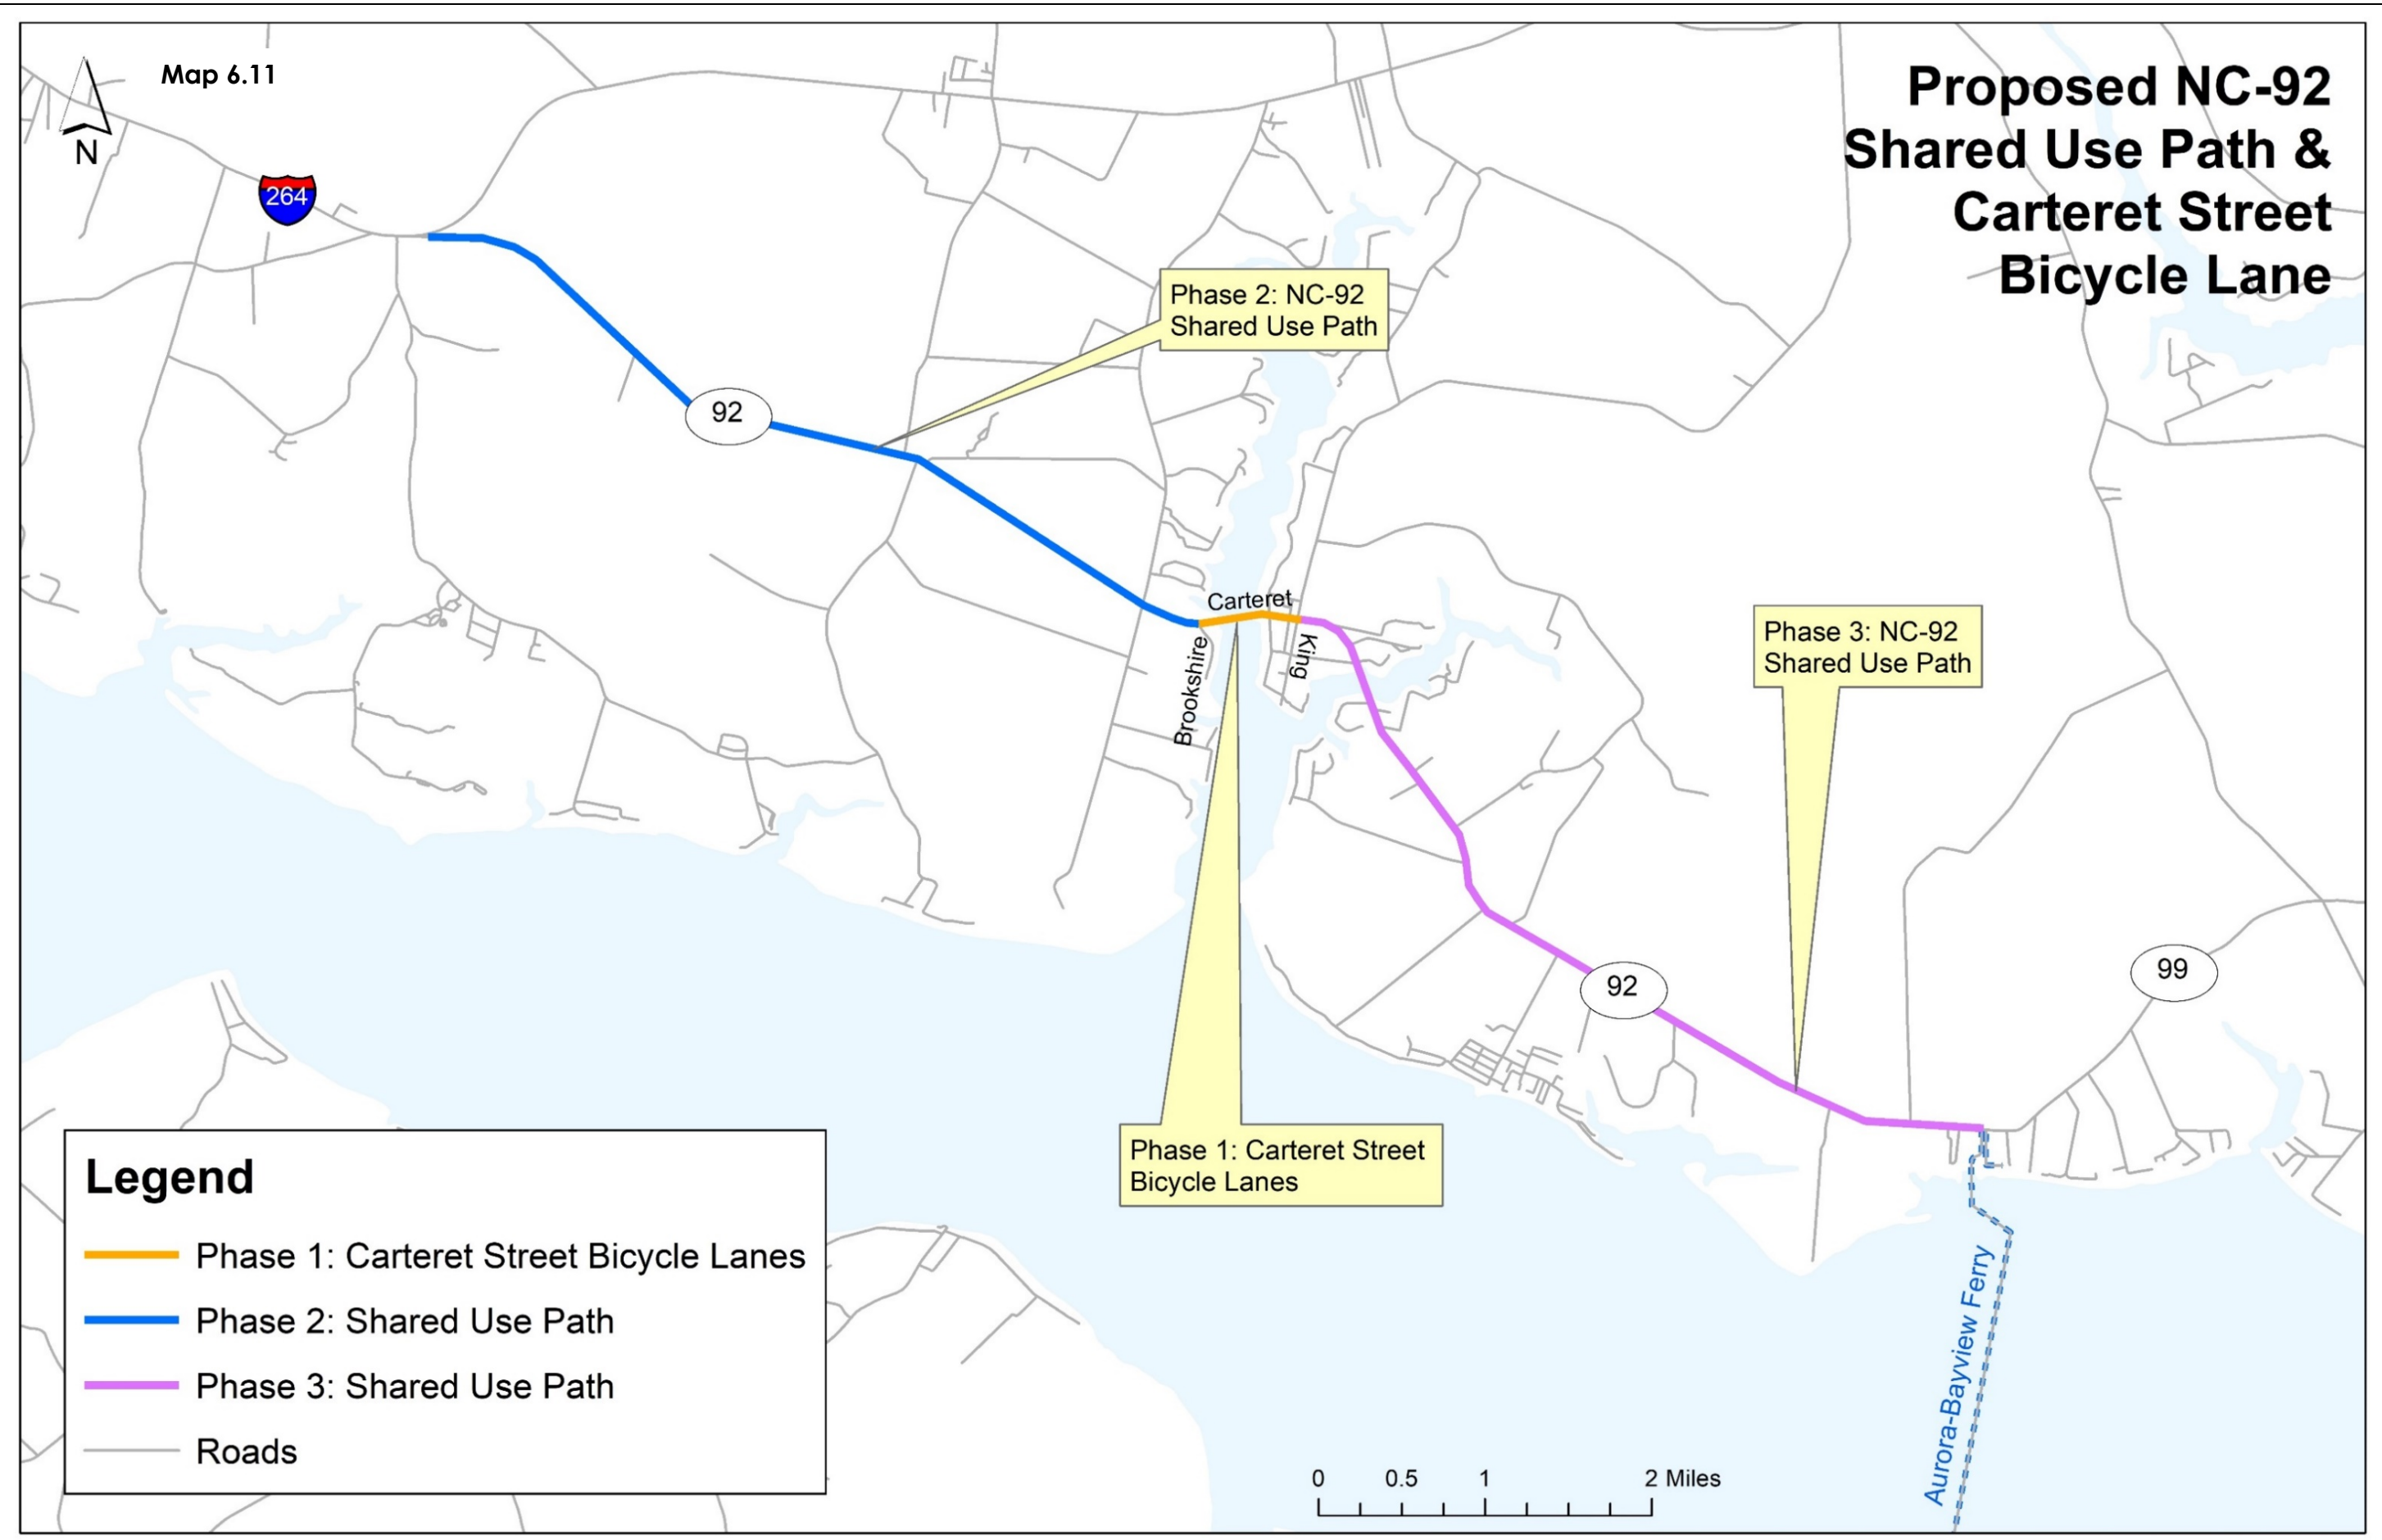 Map 6.11
Proposed NC-92
Shared Use Path &
Carteret Street
Bicycle Lane
N
264
Phase 2: NC-92
Shared Use Path
92
Carteret
Brookshire
King
Phase 3: NC-92
Shared Use Path
92
99
Phase 1: Carteret Street
Bicycle Lanes
Aurora-Bayview Ferry
Legend
Phase 1: Carteret Street Bicycle Lanes
Phase 2: Shared Use Path
Phase 3: Shared Use Path
Roads
0 0.5 1 2 Miles